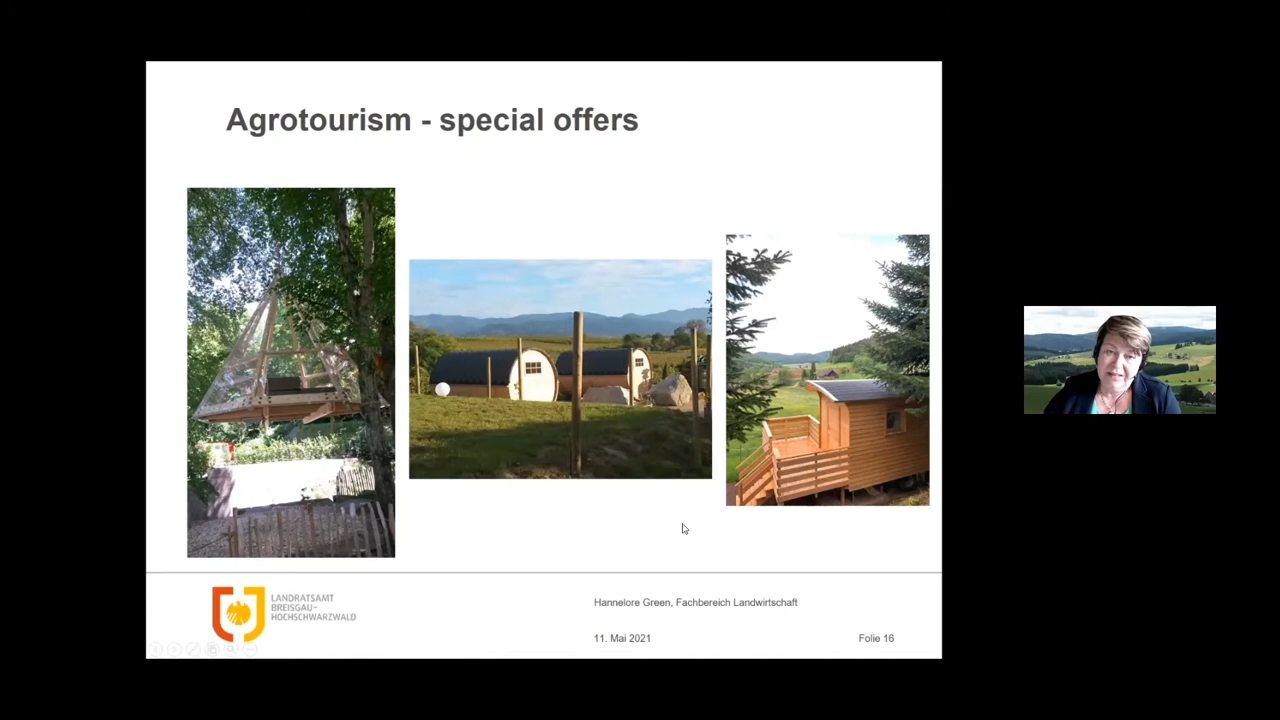 Agrotourism - special offers
LANDRATSAMT
BREISGAU-
HOCHSCHWARZWALD
Hannelore Green, Fachbereich Landwirtschaft
11. Mai 2021
Folie 16